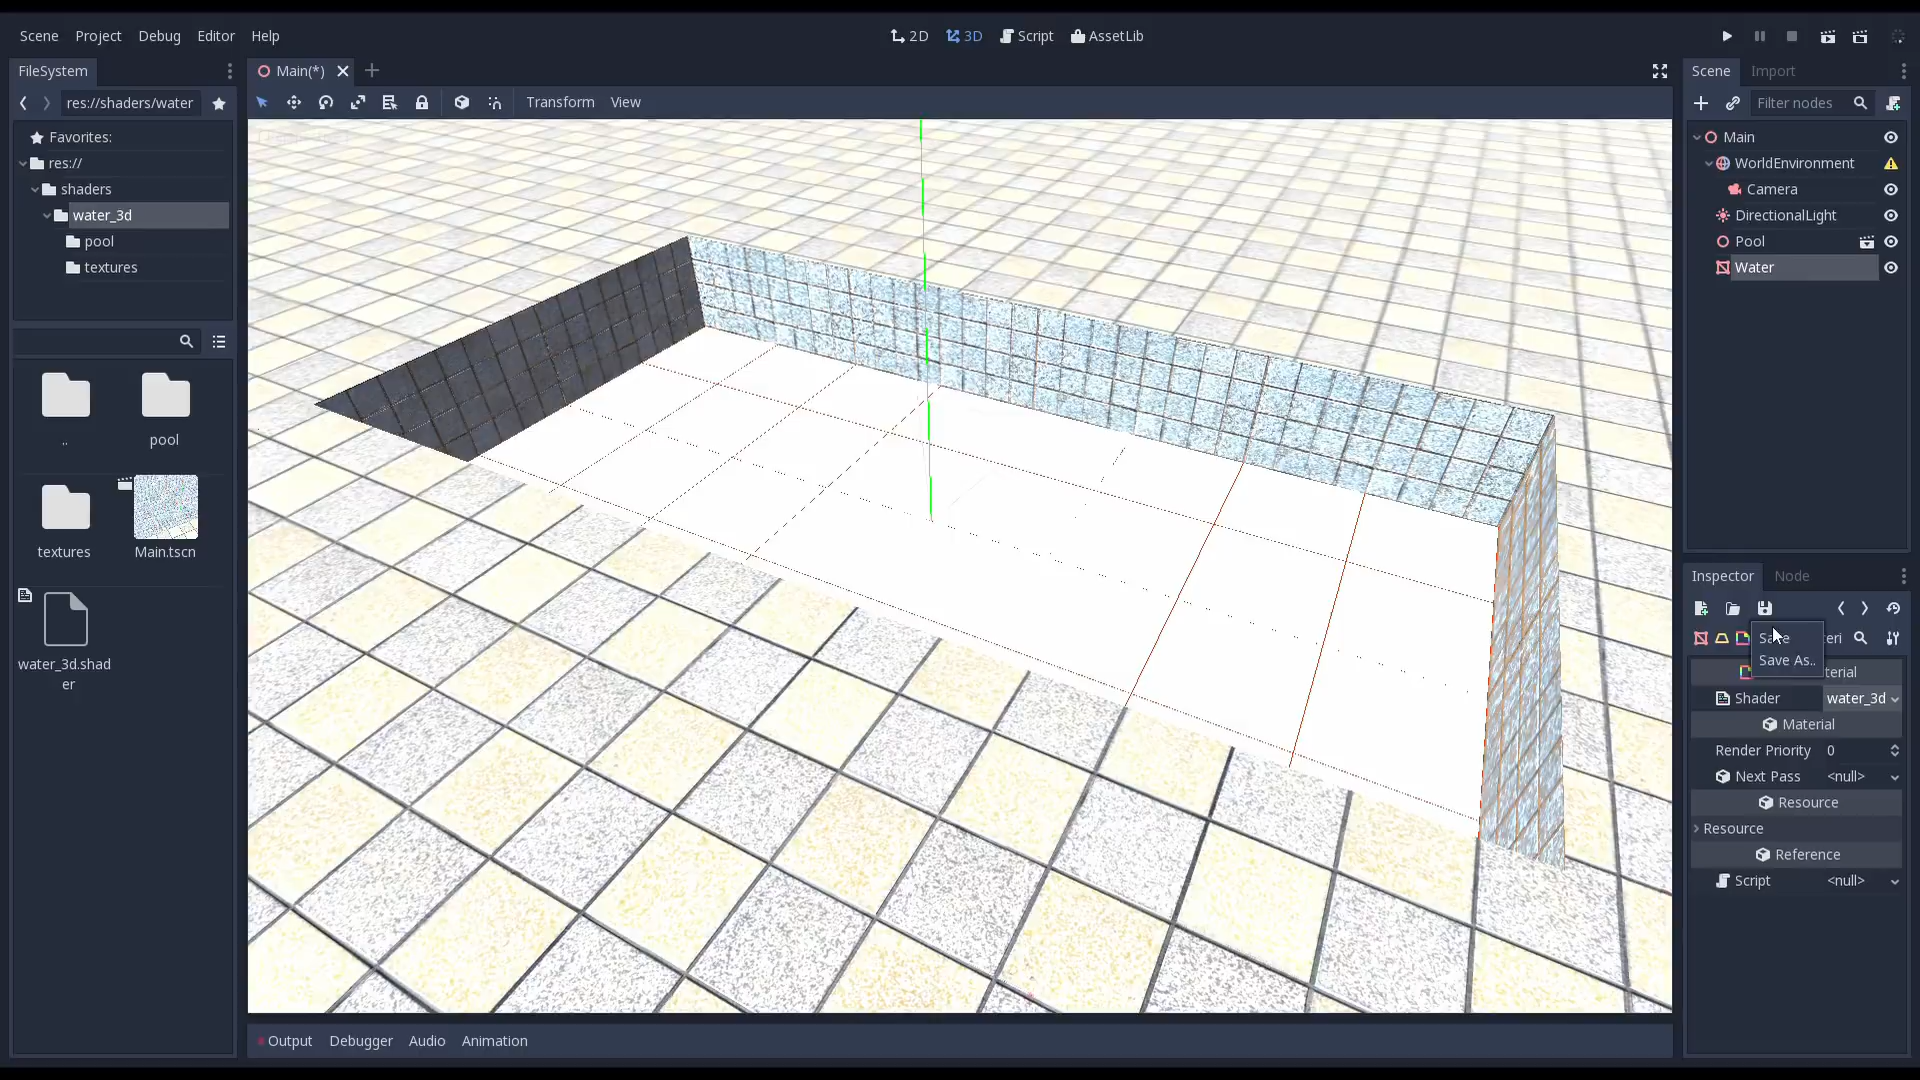 Scene Project Debug Editor Help
2D 3D Script AssetLib
FileSystem
res://shaders/water
Favorites:
res://
shaders
water_3d
pool
textures
..
pool
textures
Main.tscn
water_3d.shad
er
Main(*)
Transform View
Output Debugger Audio Animation
Scene Import
Filter nodes
Main
WorldEnvironment
Camera
DirectionalLight
Pool
Water
Inspector Node
Save
Save As..
Shader water_3d
Material
Render Priority 0
Next Pass <null>
Resource
Resource
Reference
Script <null>